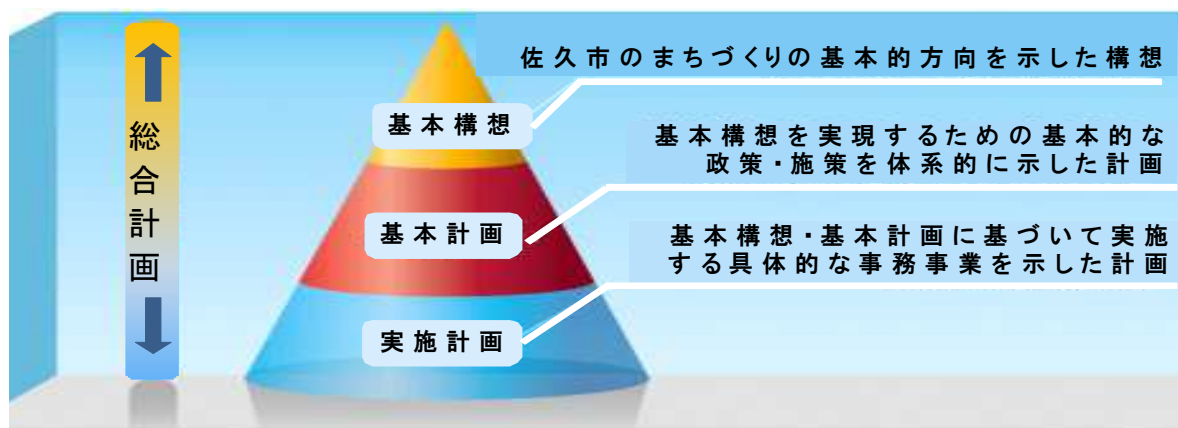 総合計画
佐久市のまちづくりの基本的方向を示した構想
基本構想
基本構想を実現するための基本的な
政策・施策を体系的に示した計画
基本計画
基本構想・基本計画に基づいて実施
する具体的な事務事業を示した計画
実施計画